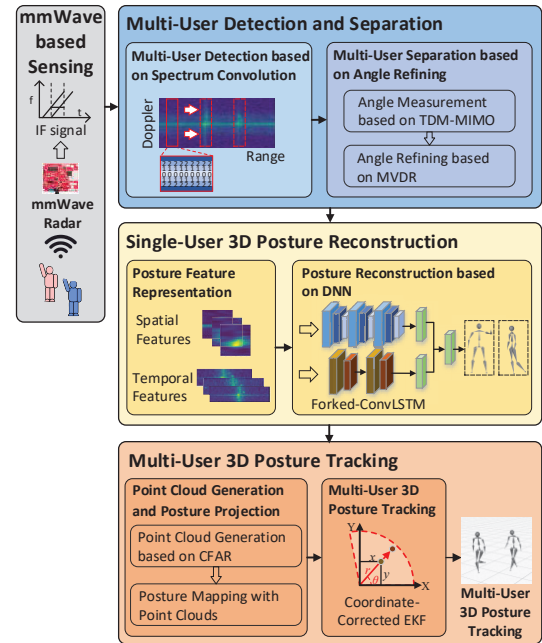 mmWave
based
Sensing
f
t
IF signal
mmWave
Radar
Multi-User Detection and Separation
Multi-User Detection based
on Spectrum Convolution
Doppler
Range
Multi-User Separation based
on Angle Refining
Angle Measurement
based on TDM-MIMO
Angle Refining based
on MVDR
Single-User 3D Posture Reconstruction
Posture Feature
Representation
Spatial
Features
Temporal
Features
Posture Reconstruction based
on DNN
Forked-ConvLSTM
Multi-User 3D Posture Tracking
Point Cloud Generation
and Posture Projection
Point Cloud Generation
based on CFAR
Posture Mapping with
Point Clouds
Multi-User 3D
Posture Tracking
Y
x
r
θ
y
X
Coordinate-
Corrected EKF
Multi-User
3D Posture
Tracking